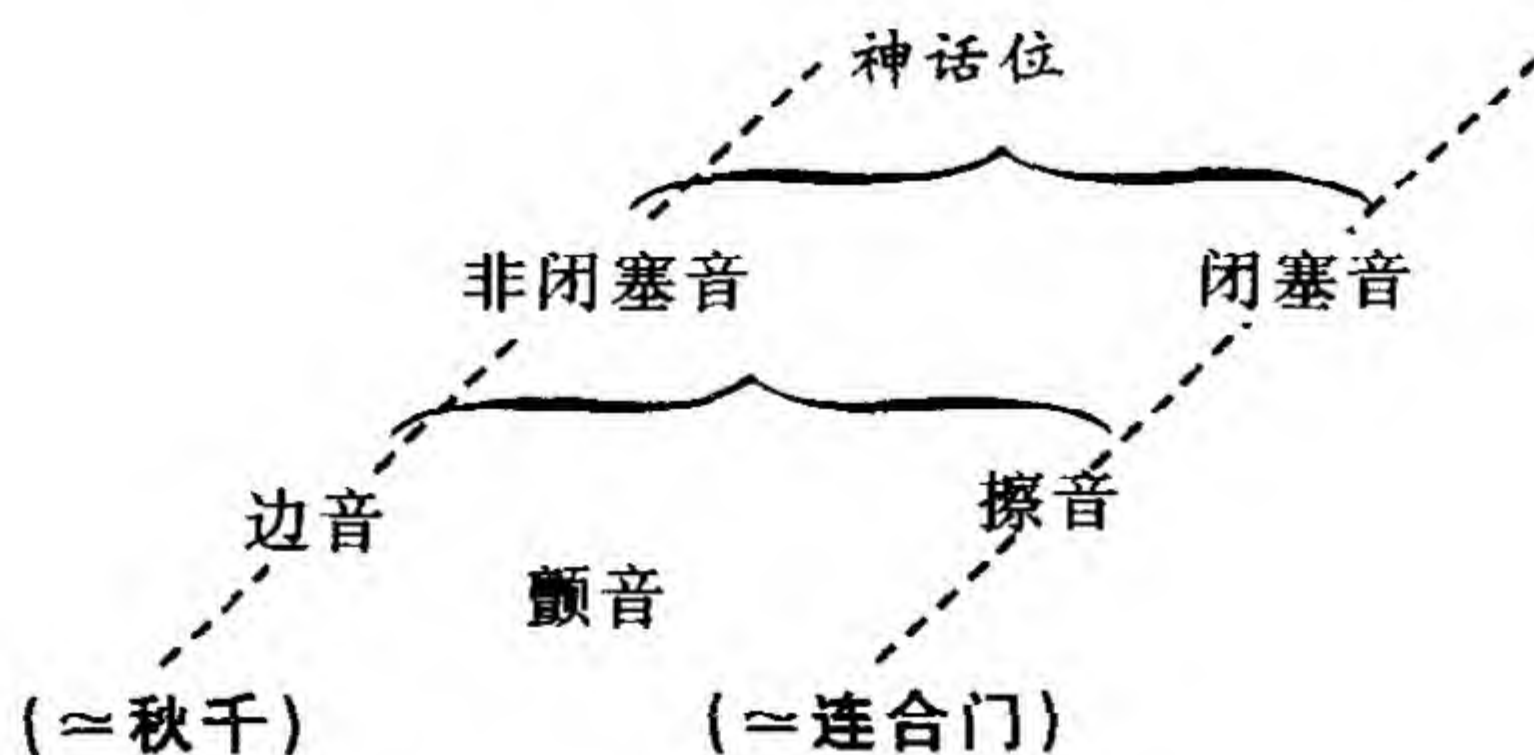 神话位
非闭塞音 闭塞音
边音 擦音
颤音
(≃秋千) (≃连合门)